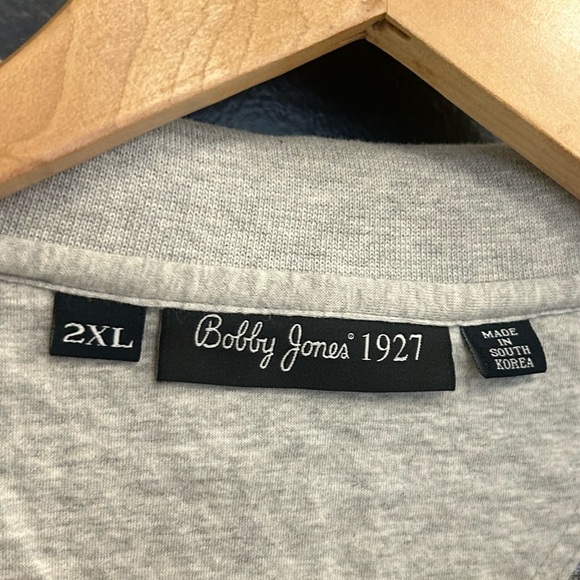 2XL
Bobby Jones® 1927
MADE
IN
SOUTH
KOREA